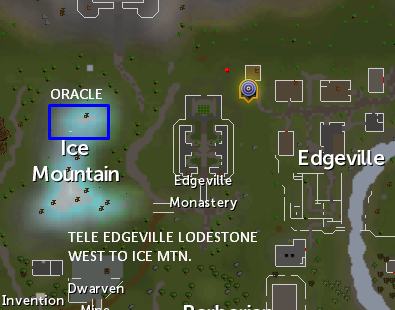 ORACLE
Ice
Mountain
Edgeville
Edgeville
Monastery
TELE EDGEVILLE LODESTONE
WEST TO ICE MTN.
Invention
Dwarven